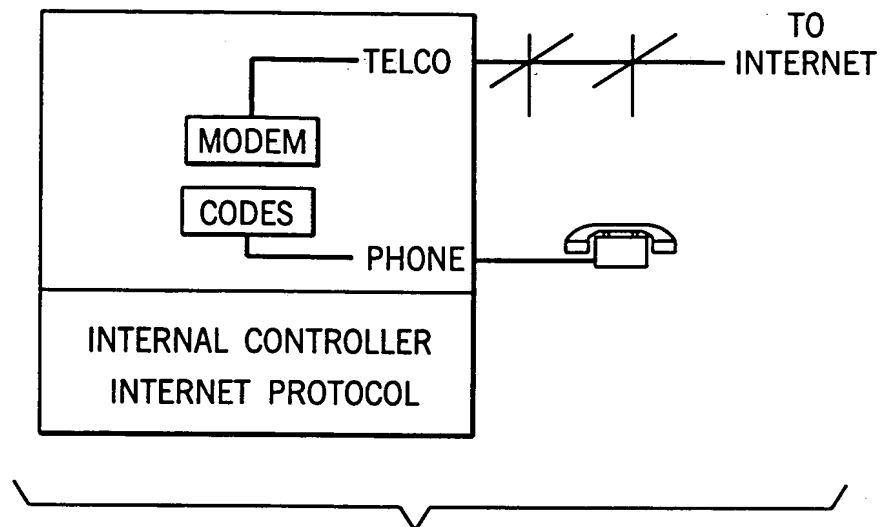 TO
INTERNET
TELCO
MODEM
CODES
PHONE
INTERNAL CONTROLLER
INTERNET PROTOCOL